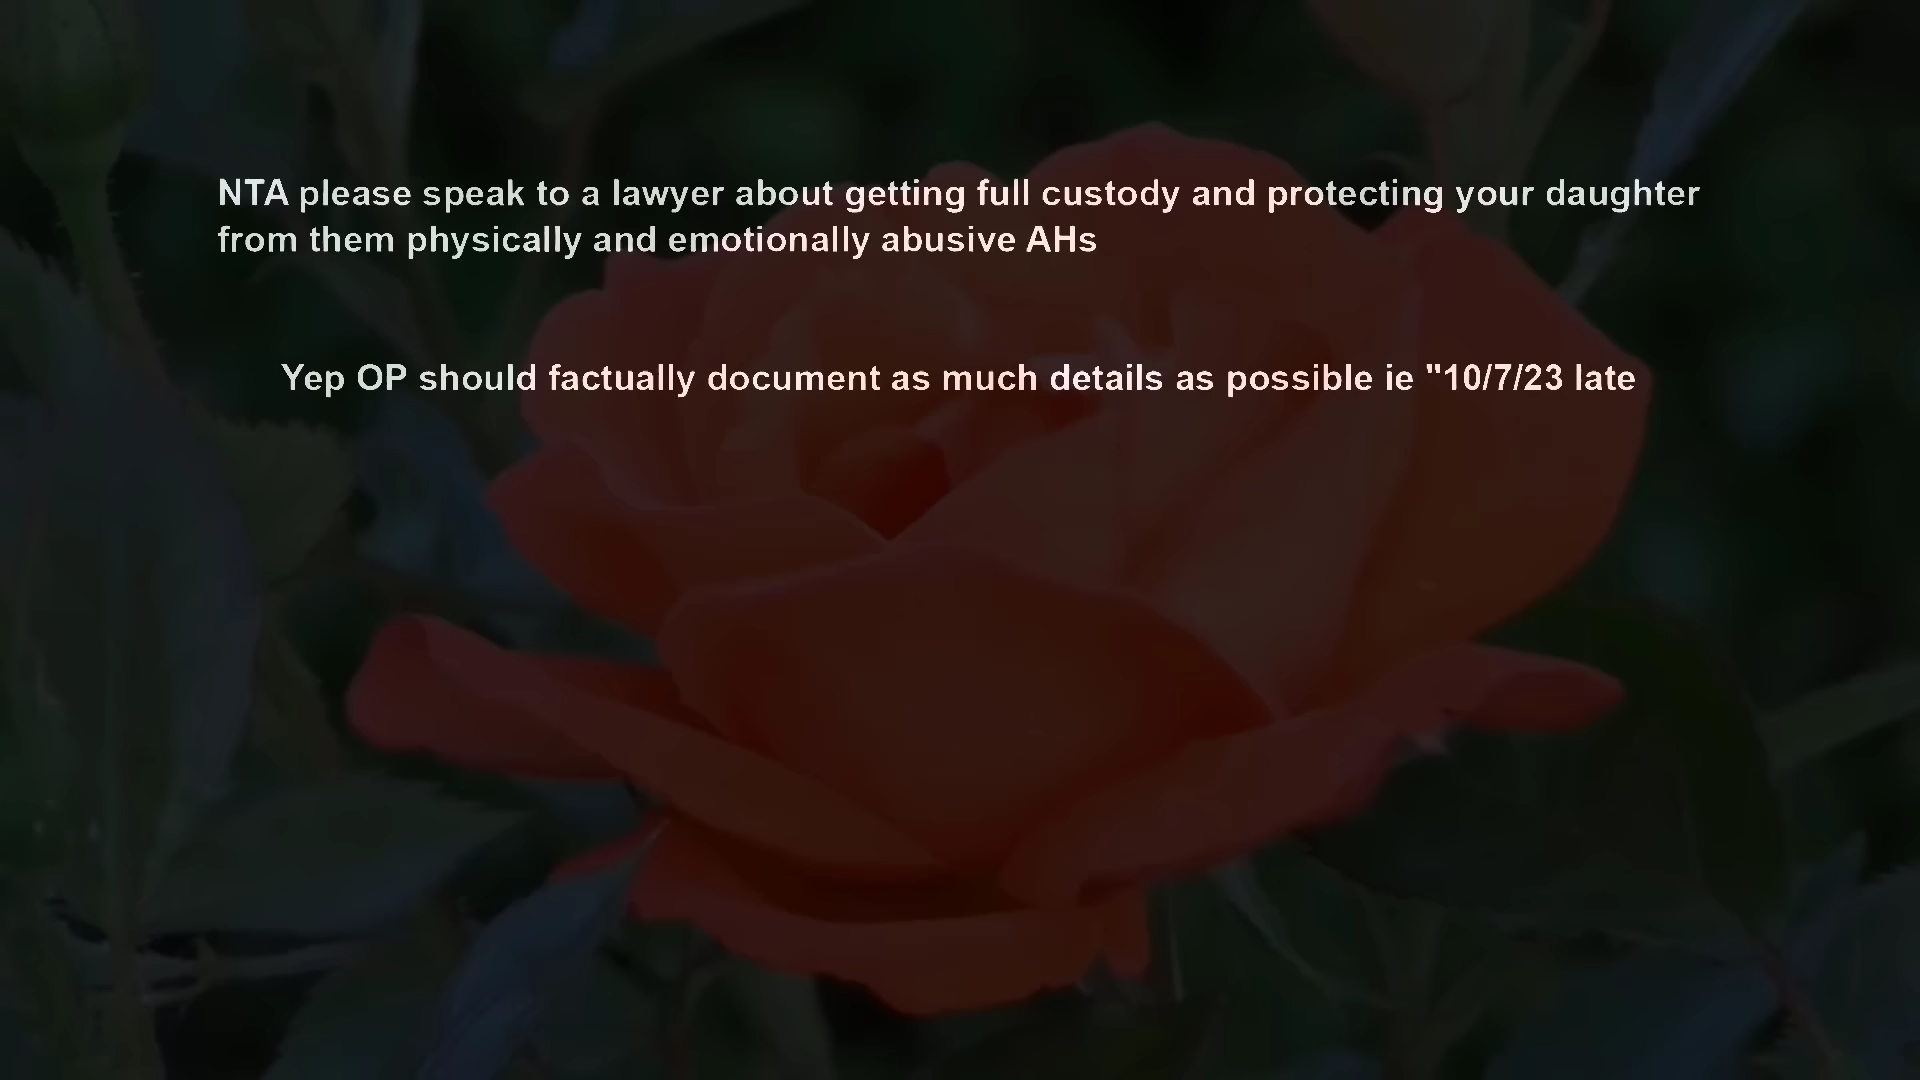 NTA please speak to a lawyer about getting full custody and protecting your daughter
from them physically and emotionally abusive AHs
Yep OP should factually document as much details as possible ie "10/7/23 late